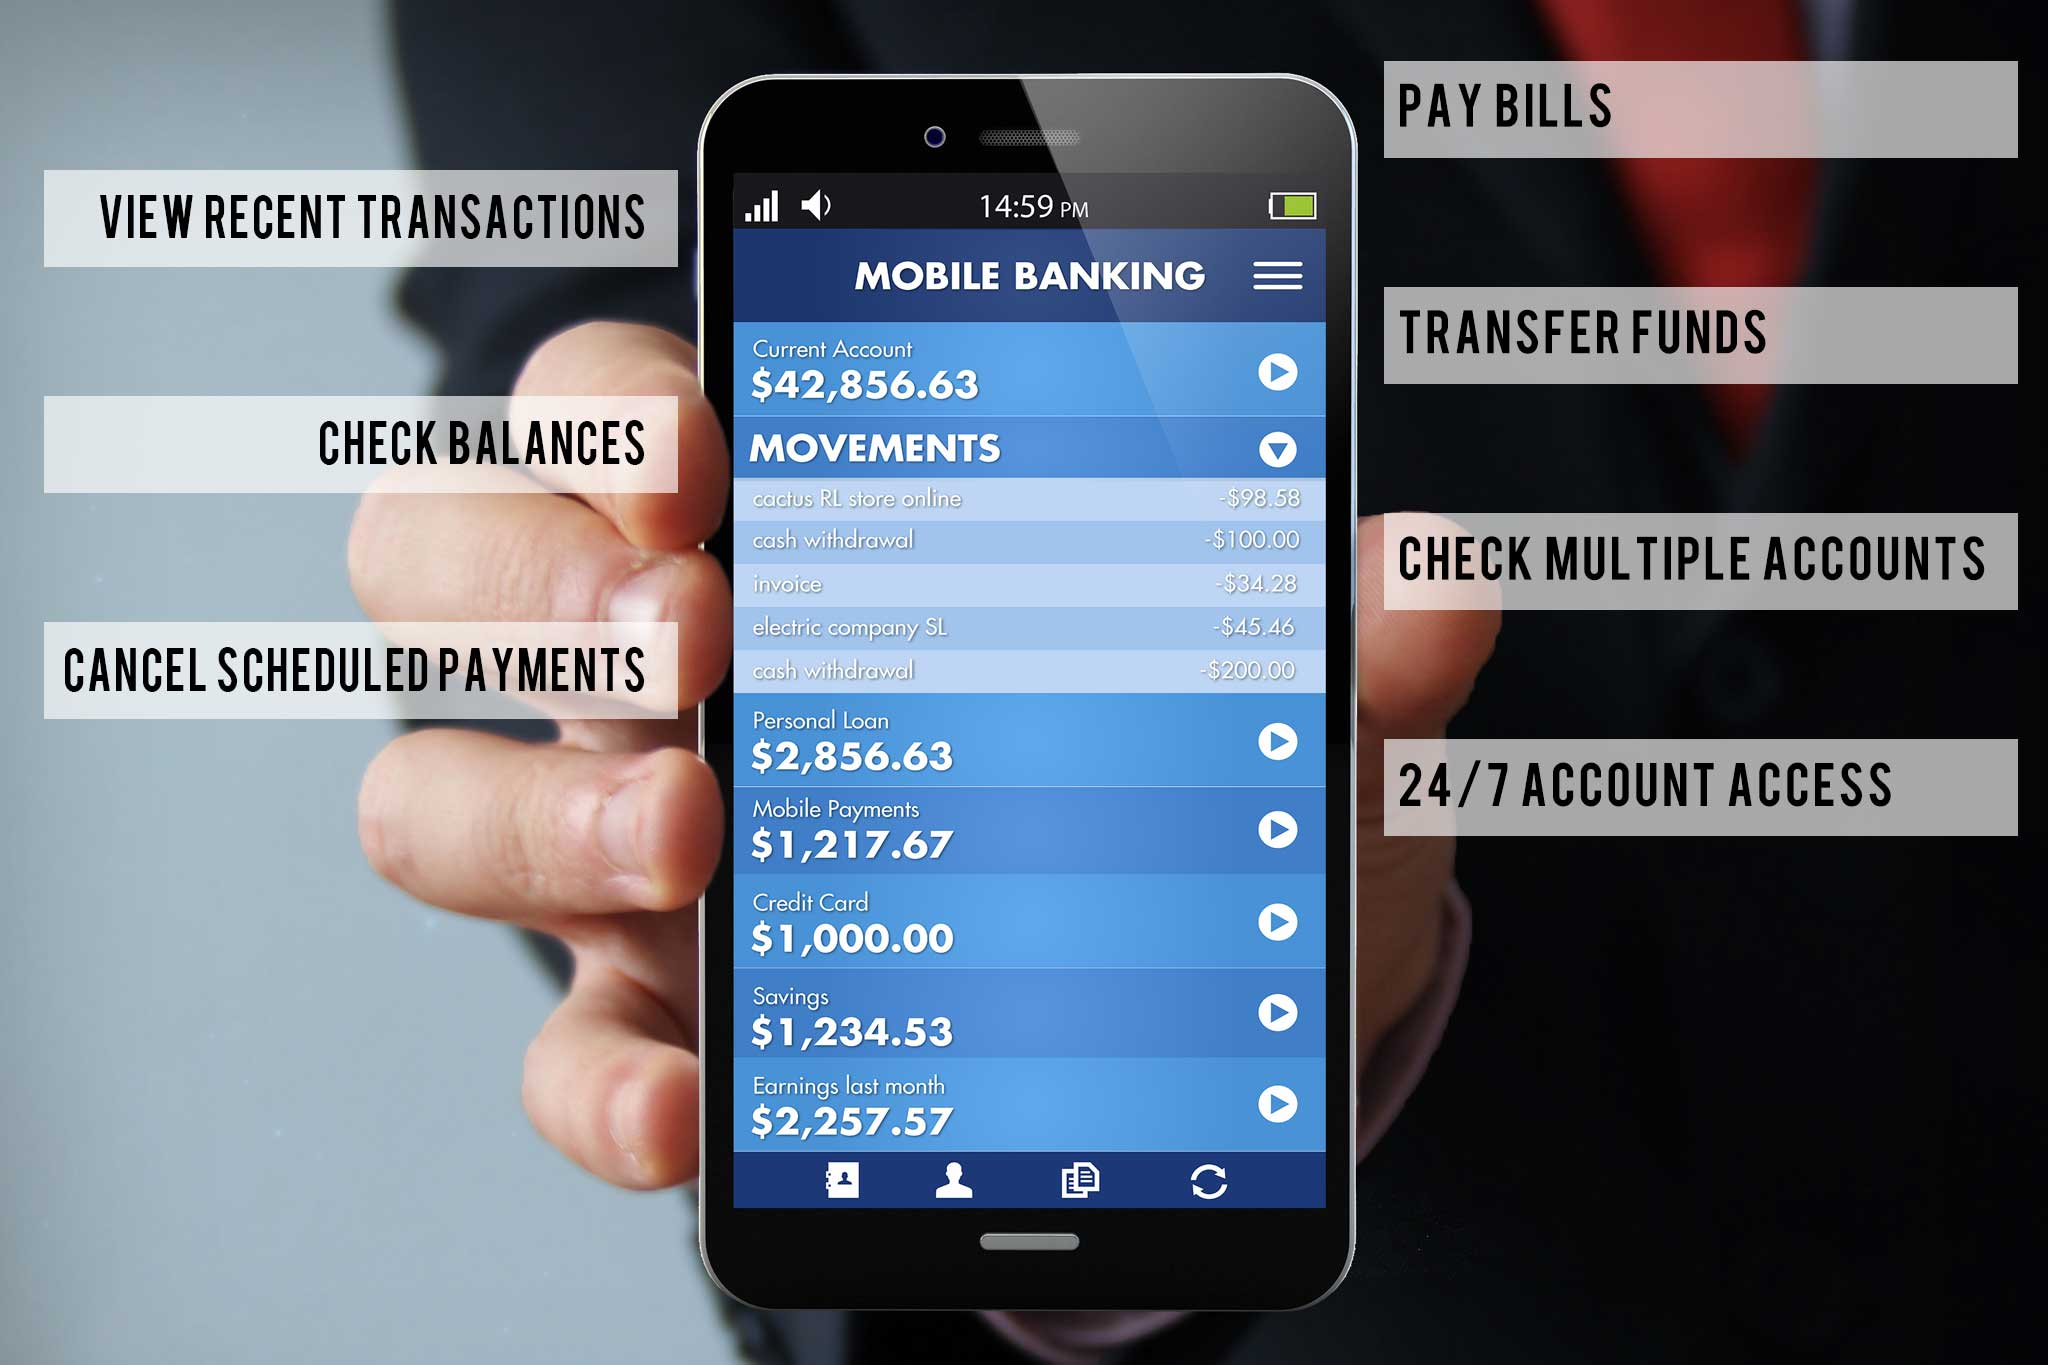 VIEW RECENT TRANSACTIONS
CHECK BALANCES
CANCEL SCHEDULED PAYMENTS
14:59 PM
MOBILE BANKING
Current Account
$42,856.63
MOVEMENTS
cactus RL store online -$98.58
cash withdrawal -$100.00
invoice -$34.28
electric company SL -$45.46
cash withdrawal -$200.00
Personal Loan
$2,856.63
Mobile Payments
$1,217.67
Credit Card
$1,000.00
Savings
$1,234.53
Earnings last month
$2,257.57
PAY BILLS
TRANSFER FUNDS
CHECK MULTIPLE ACCOUNTS
24/7 ACCOUNT ACCESS